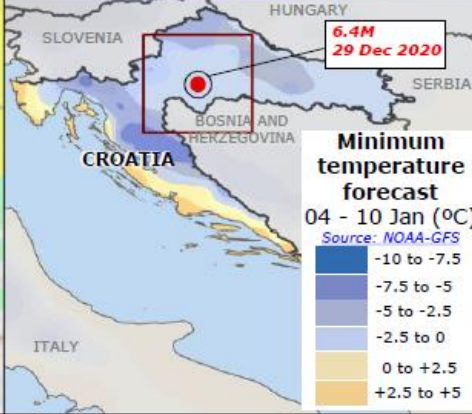 HUNGARY
SLOVENIA
6.4M
29 Dec 2020
SERBIA
BOSNIA AND
HERZEGOVINA
CROATIA
Minimum
temperature
forecast
04 - 10 Jan (ºC)
Source: NOAA-GFS
-10 to -7.5
-7.5 to -5
-5 to -2.5
-2.5 to 0
0 to +2.5
+2.5 to +5
ITALY